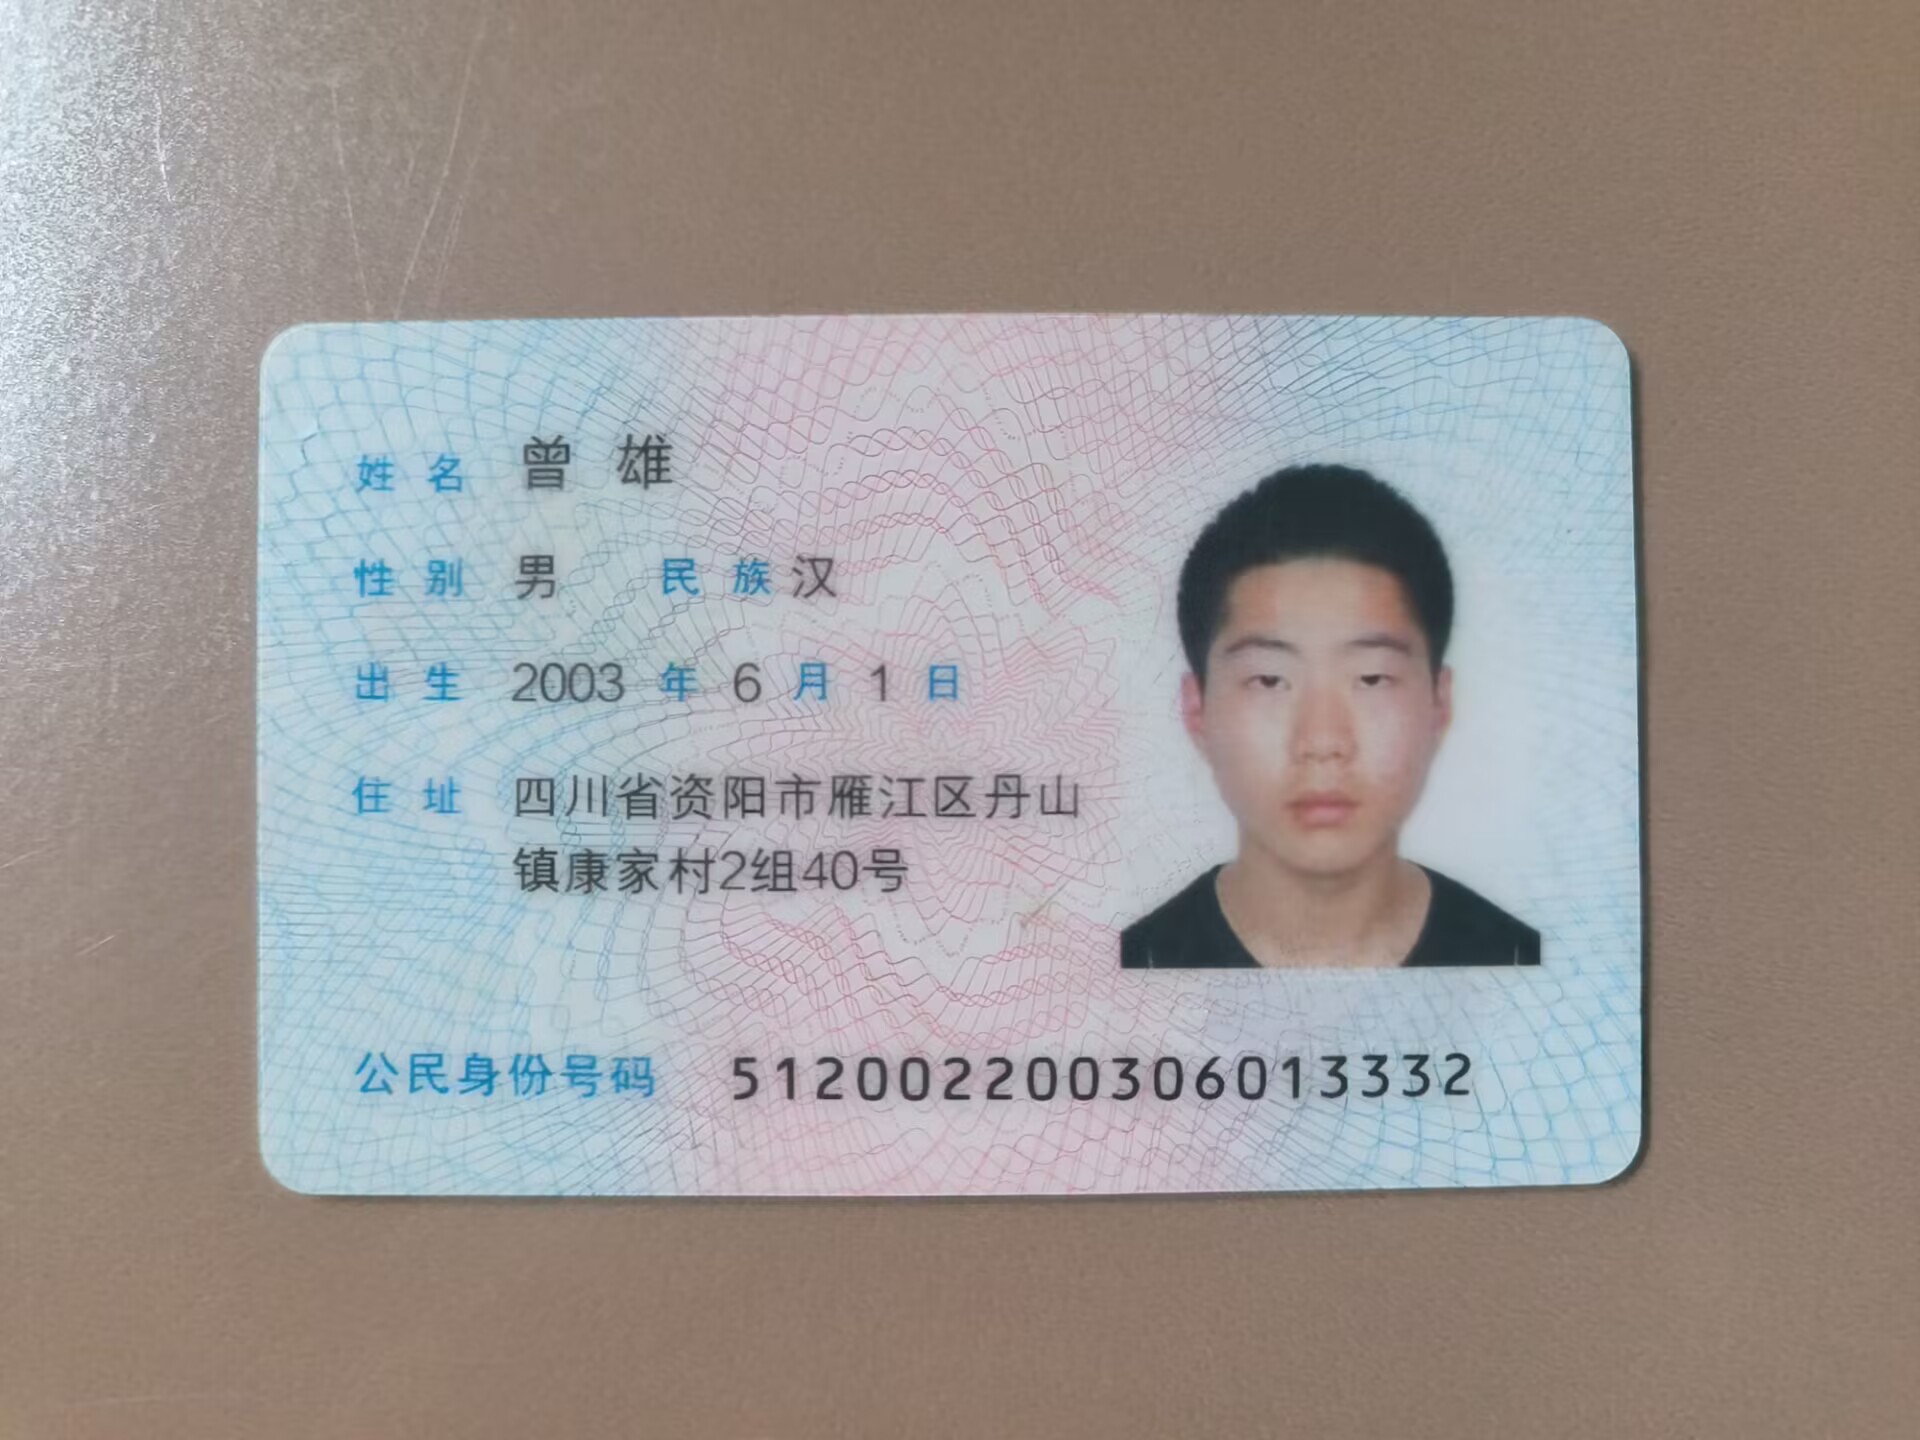 姓名 曾雄
性别 男 民族 汉
出生 2003 年 6 月 1 日
住址 四川省资阳市雁江区丹山
镇康家村2组40号
公民身份号码 512002200306013332